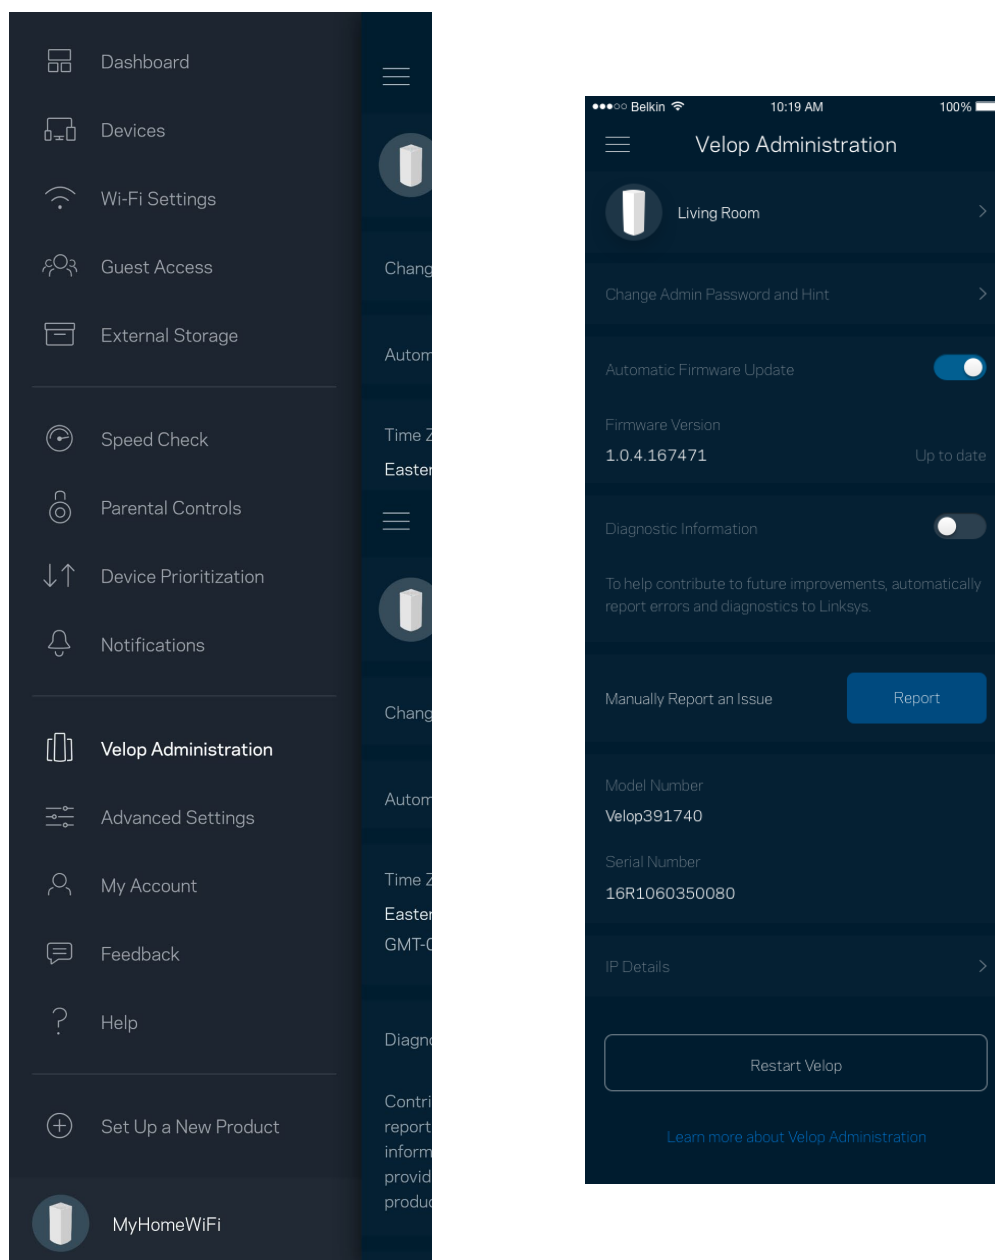 Dashboard
Devices
Wi-Fi Settings
Guest Access
External Storage
Speed Check
Parental Controls
Device Prioritization
Notifications
Velop Administration
Advanced Settings
My Account
Feedback
Help
Set Up a New Product
MyHomeWiFi
Chang
Autom
Time Z
Easter
Chang
Autom
Time Z
Easter
GMT-0
Diagno
Contri
report
inform
provid
produc
Belkin 10:19 AM 100%
Velop Administration
Living Room
Change Admin Password and Hint
Automatic Firmware Update
Firmware Version
1.0.4.167471 Up to date
Diagnostic Information
To help contribute to future improvements, automatically
report errors and diagnostics to Linksys.
Manually Report an Issue Report
Model Number
Velop391740
Serial Number
16R1060350080
IP Details
Restart Velop
Learn more about Velop Administration